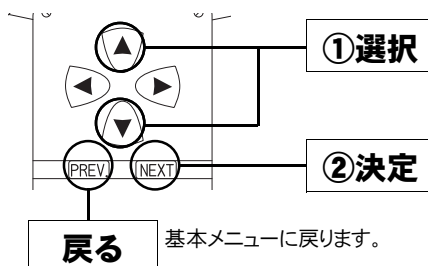 ①選択
PREV.
NEXT
②決定
戻る
基本メニューに戻ります。